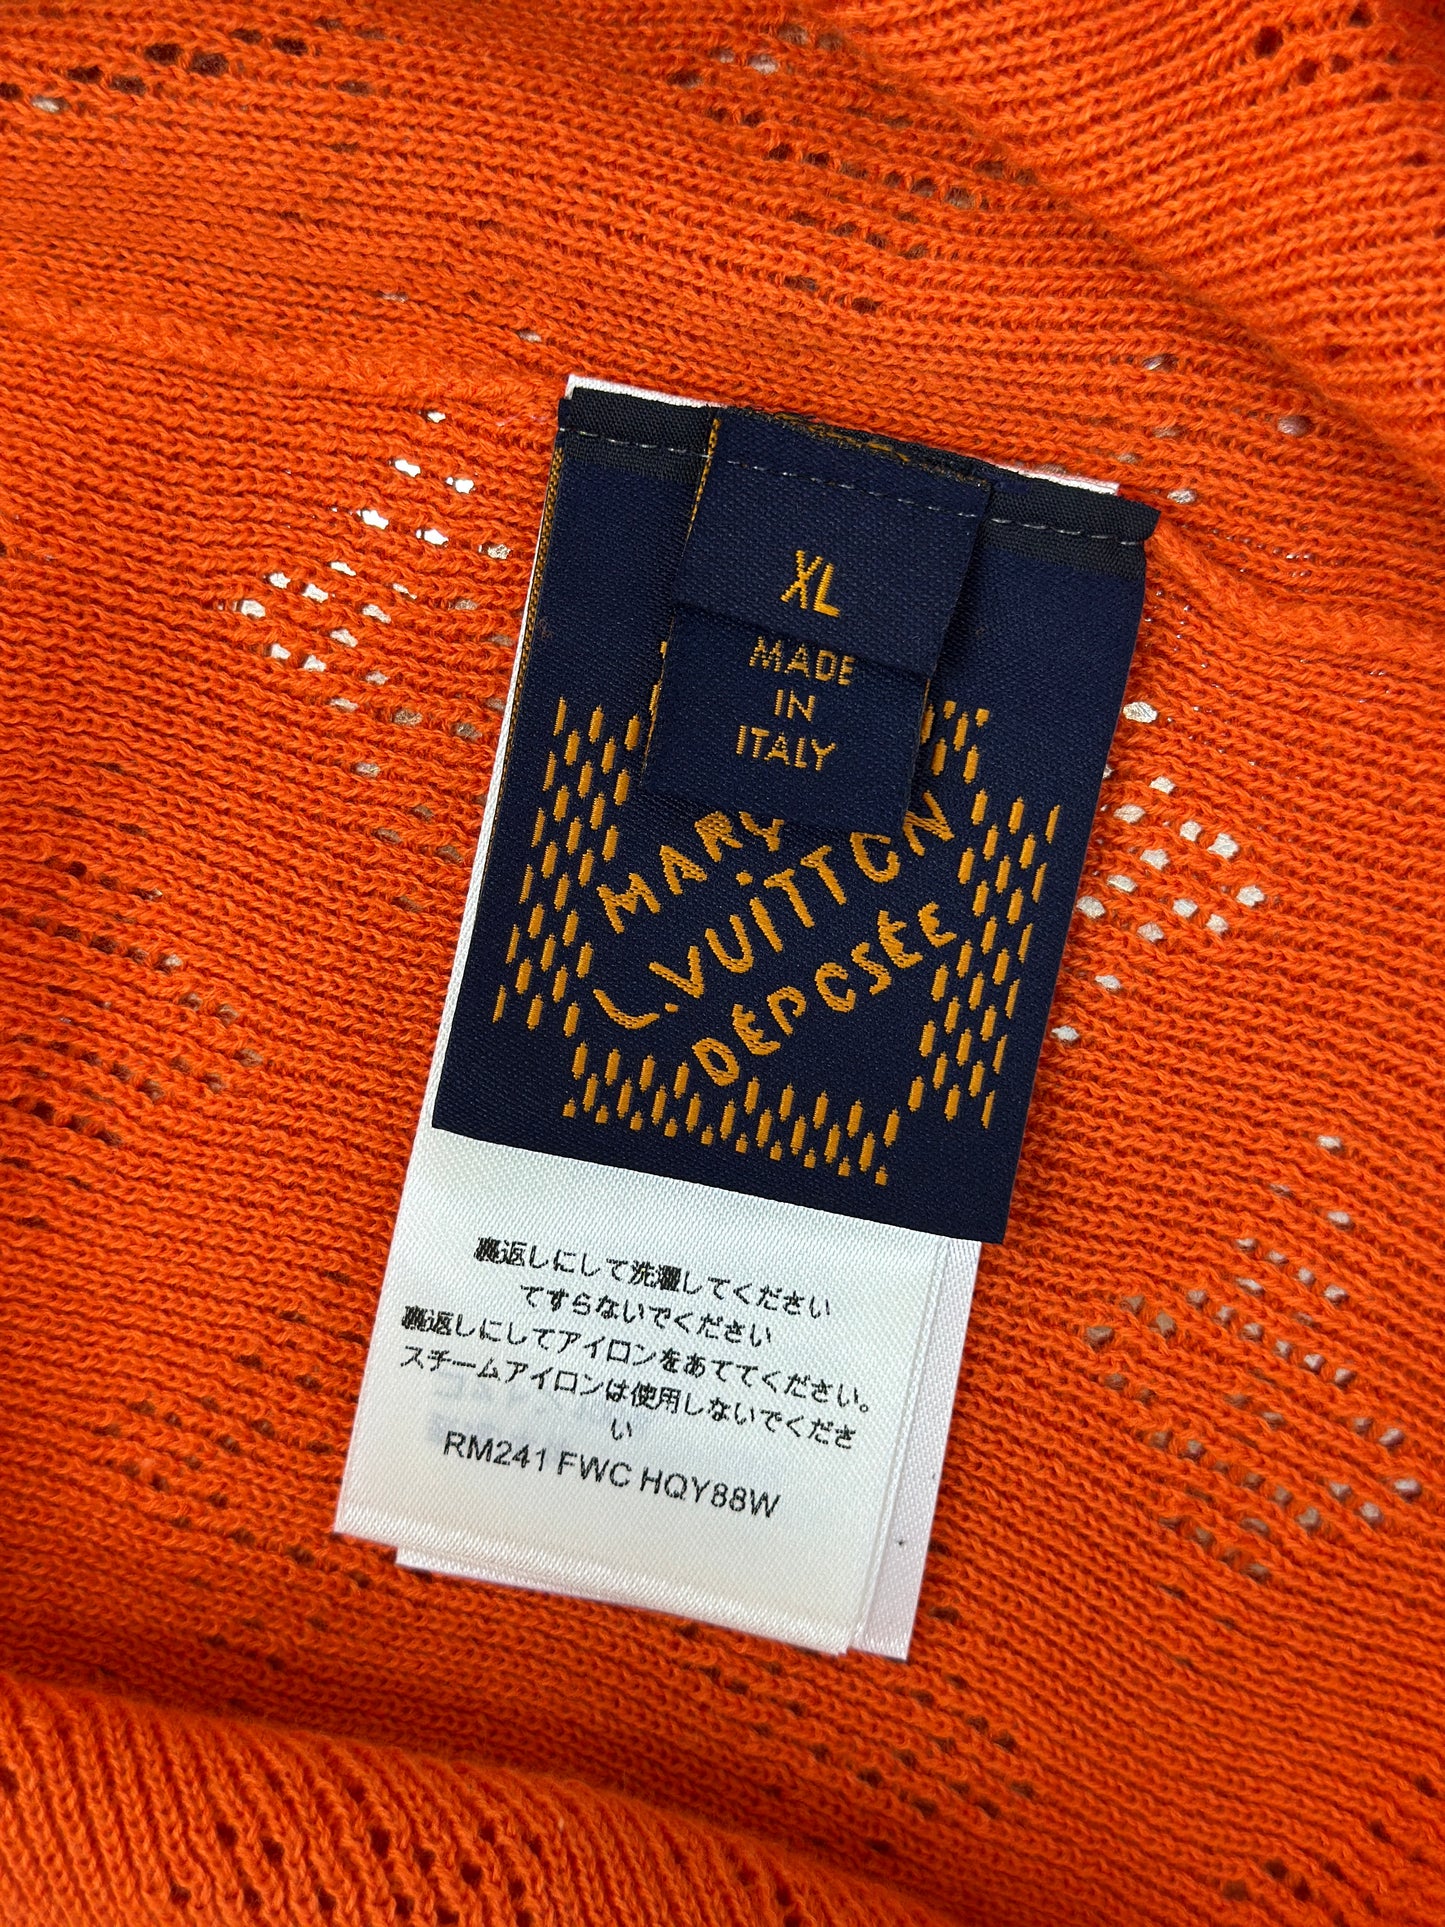 XL
MADE
IN
ITALY
MARY
L.VUiTTON
DÉPOSÉE
裏返しにして洗濯してください
てすらないでください
裏返しにしてアイロンをあててください。
スチームアイロンは使用しないでくださ
い
RM241 FWC HQY88W